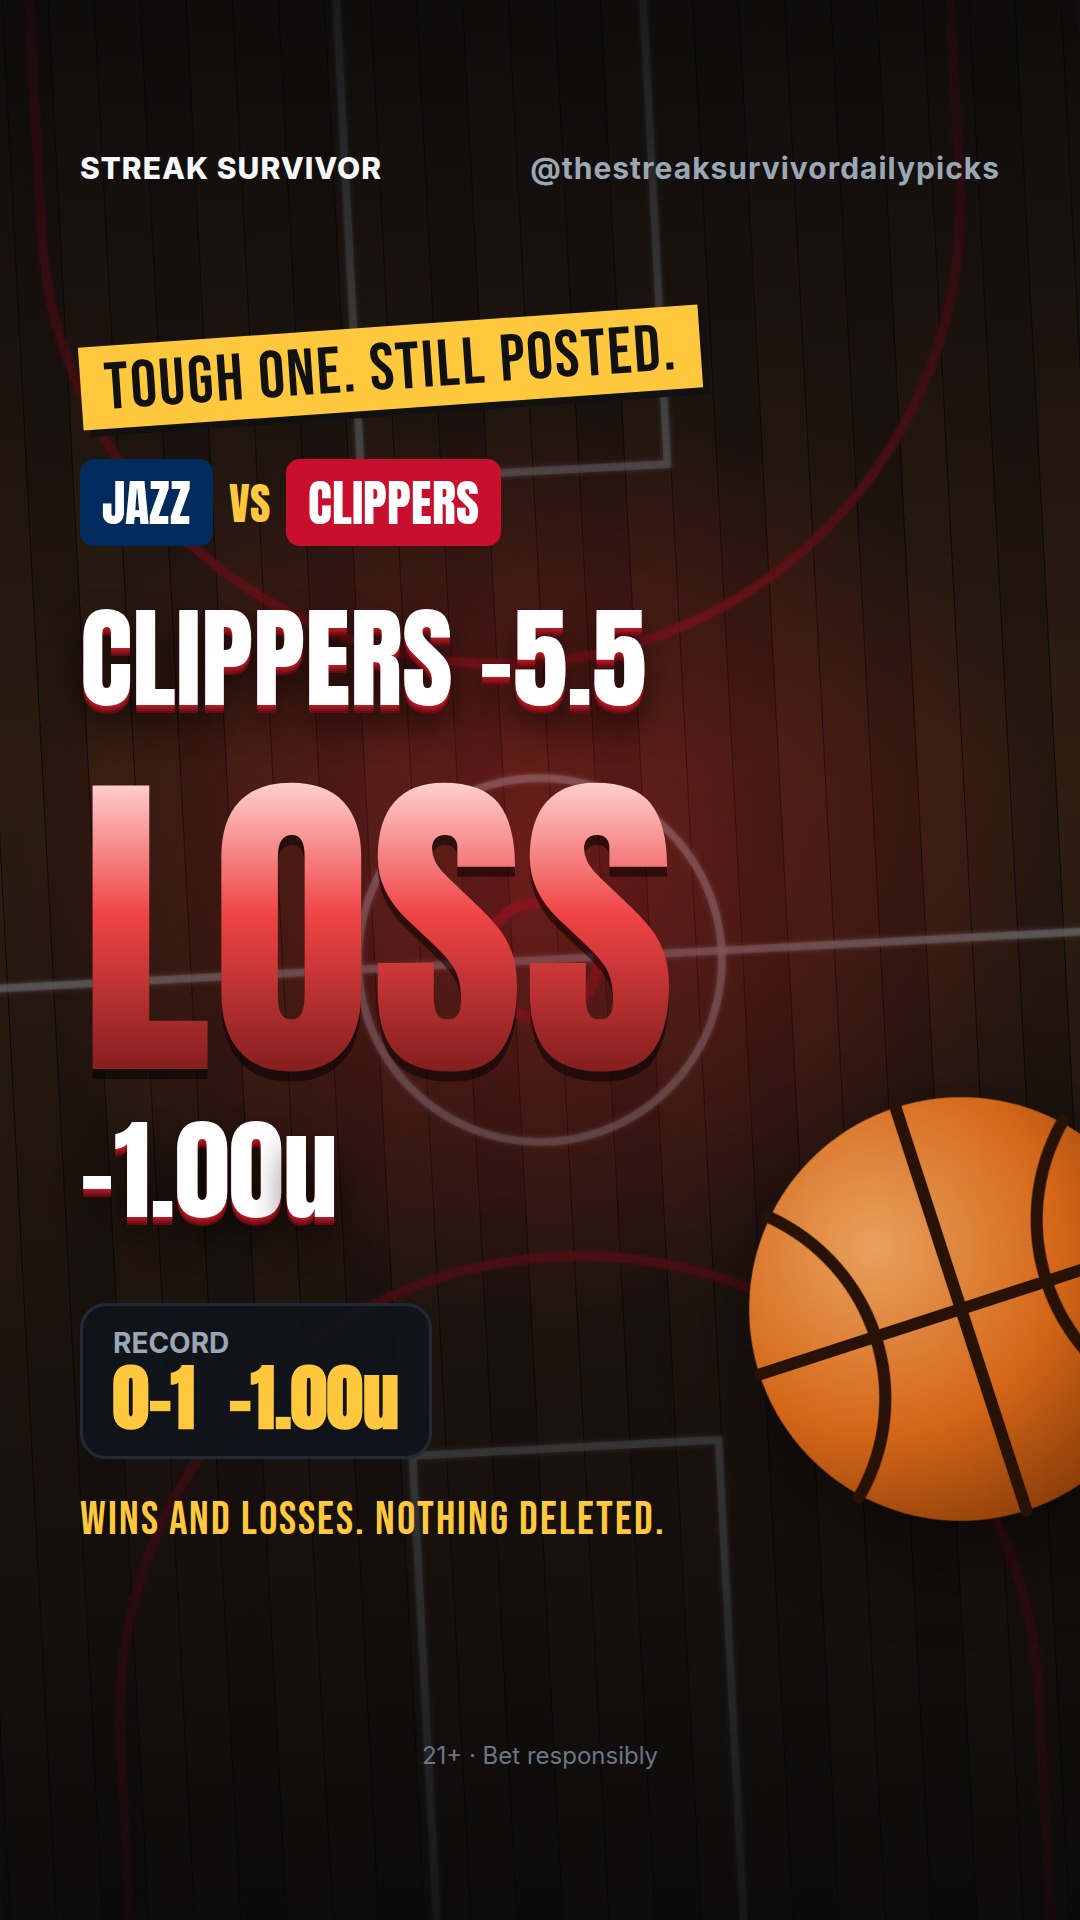 STREAK SURVIVOR @thestreaksurvivordailypicks
TOUGH ONE. STILL POSTED.
JAZZ VS CLIPPERS
CLIPPERS -5.5
LOSS
-1.00u
RECORD
0-1 -1.00u
WINS AND LOSSES. NOTHING DELETED.
21+ · Bet responsibly